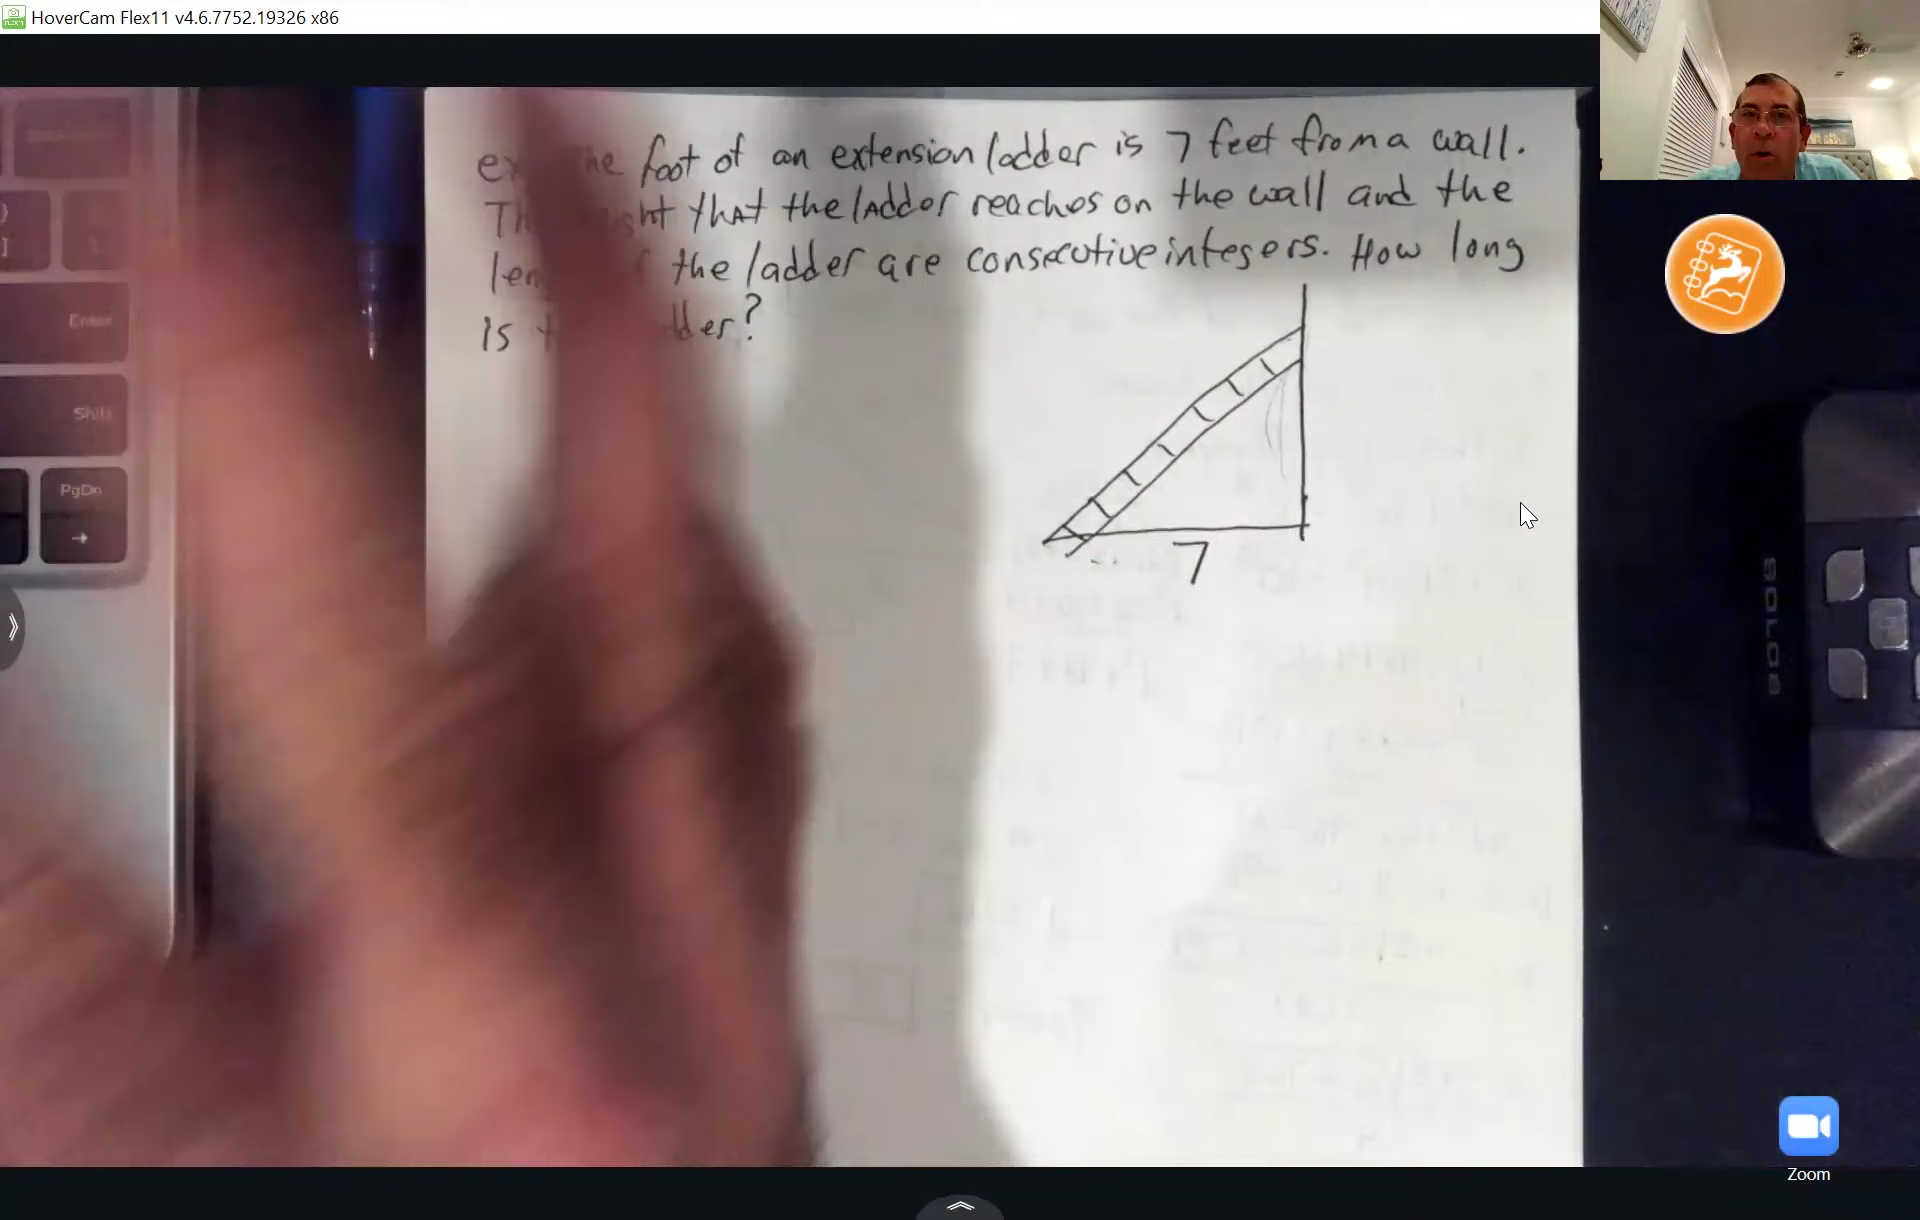 HoverCam Flex11 v4.6.7752.19326 x86
foot of an extension ladder is 7 feet from a wall.
that the ladder reaches on the wall and the
the ladder are consecutive integers. How long
is
7
Enter
Shift
PgDn
→
SOLOS
Zoom